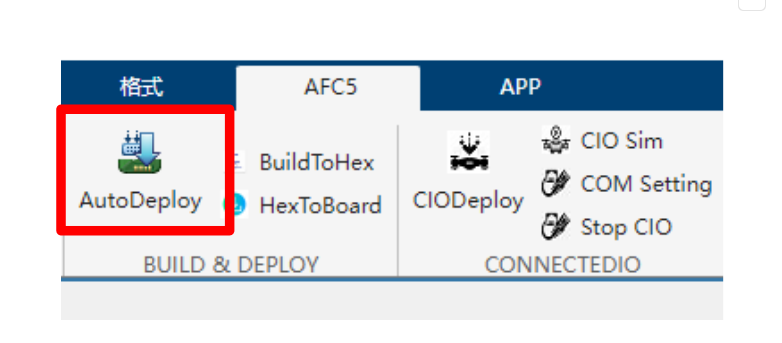 格式 AFC5 APP
AutoDeploy
BuildToHex
HexToBoard
BUILD & DEPLOY
CIODeploy
CIO Sim
COM Setting
Stop CIO
CONNECTEDIO